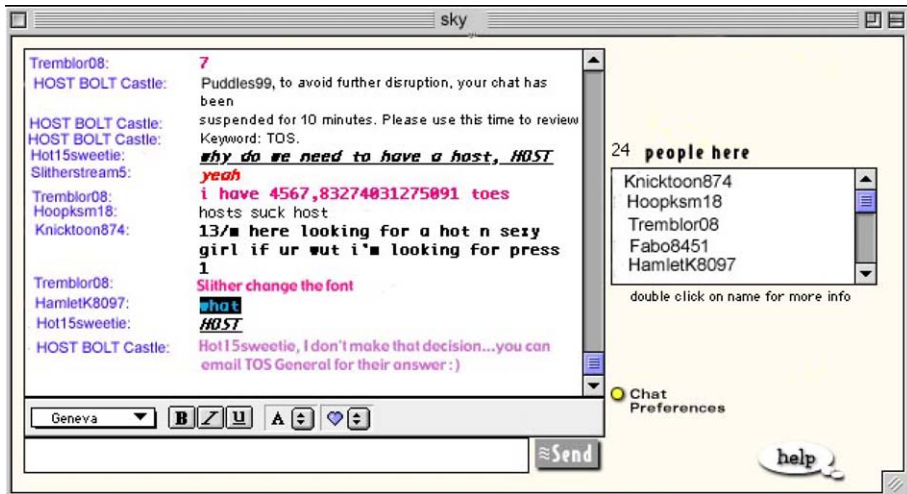 sky
Tremblor08: 7
HOST BOLT Castle: Puddles99, to avoid further disruption, your chat has
been
HOST BOLT Castle: suspended for 10 minutes. Please use this time to review
HOST BOLT Castle: Keyword: TOS.
Hot15sweetie: why do we need to have a host, HOST
Slitherstream5: yeah
Tremblor08: i have 4567,83274031275091 toes
Hoopksm18: hosts suck host
Knicktoon874: 13/m here looking for a hot n sexy
girl if ur wut i'm looking for press
1
Tremblor08: Slither change the font
HamletK8097: what
Hot15sweetie: HOST
HOST BOLT Castle: Hot15sweetie, I don't make that decision...you can
email TOS General for their answer :)
24 people here
Knicktoon874
Hoopksm18
Tremblor08
Fabo8451
HamletK8097
double click on name for more info
Chat
Preferences
Geneva B I U A
Send
help